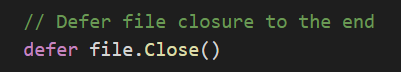 // Defer file closure to the end
defer file.Close()